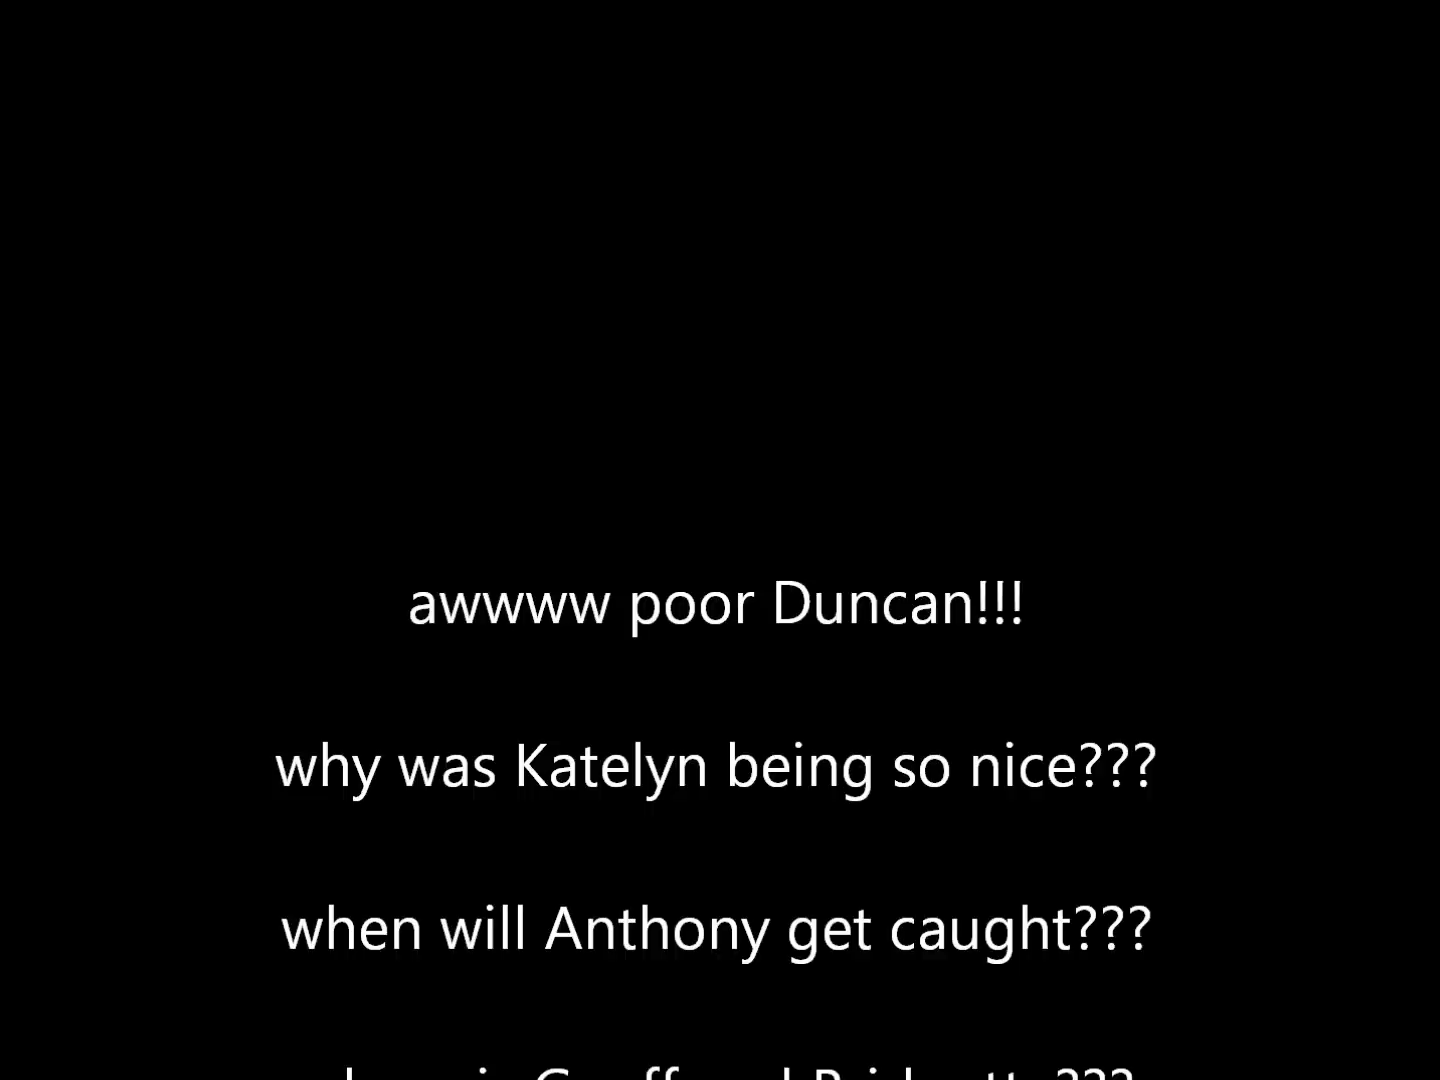 awwww poor Duncan!!!
why was Katelyn being so nice???
when will Anthony get caught???